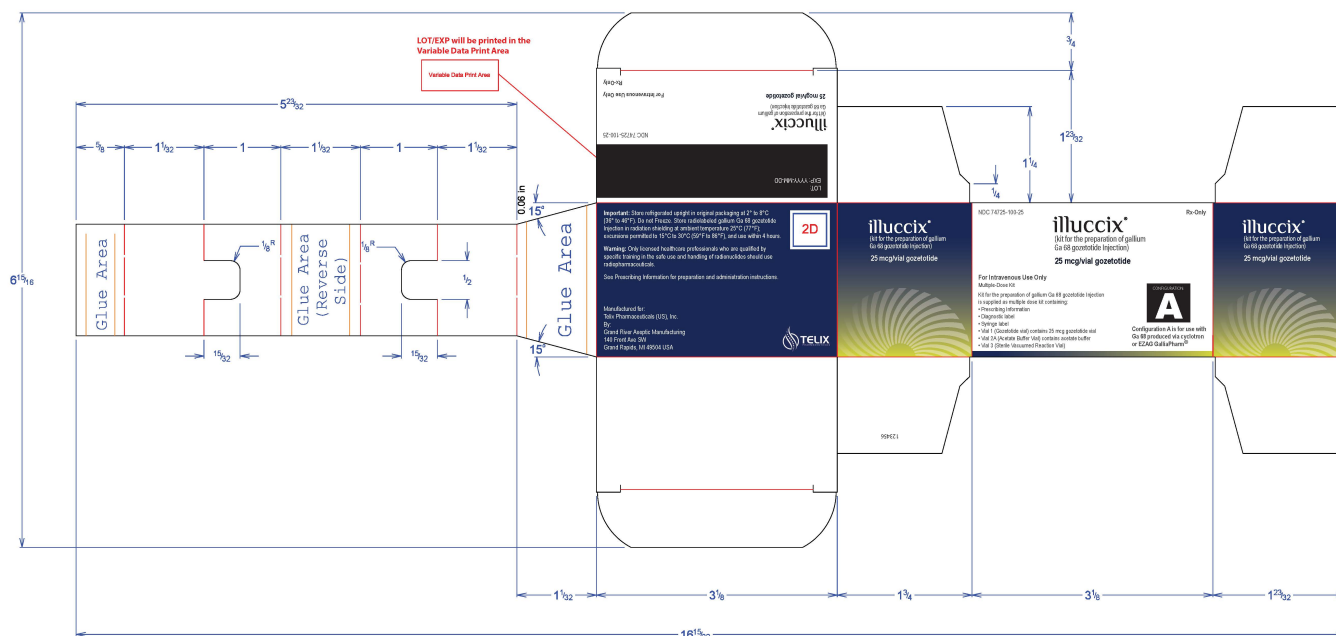 LOT/EXP will be printed in the
Variable Data Print Area
Variable Data Print Area
3/4
5 23/32
5/8
1 1/32
1
1 1/32
1
1 1/32
0.06 in
15°
1/8 R
1/8 R
1/2
Glue Area
Glue Area
(Reverse
Side)
Glue Area
15/32
15/32
15°
6 15/16
Rx-Only
For Intravenous Use Only
25 mcg/vial gozetotide
(kit for the preparation of gallium
Ga 68 gozetotide injection)
illuccix®
NDC 74725-100-25
EXP: YYYY-MM-DD
LOT:
1 23/32
1 1/4
1/4
Important: Store refrigerated upright in original packaging at 2° to 8°C
(36° to 46°F). Do not Freeze. Store radiolabeled gallium Ga 68 gozetotide
Injection in radiation shielding at ambient temperature 25°C (77°F);
excursions permitted to 15°C to 30°C (59°F to 86°F), and use within 4 hours.
Warning: Only licensed healthcare professionals who are qualified by
specific training in the safe use and handling of radionuclides should use
radiopharmaceuticals.
See Prescribing Information for preparation and administration instructions.
Manufactured for:
Telix Pharmaceuticals (US), Inc.
By:
Grand River Aseptic Manufacturing
140 Front Ave SW
Grand Rapids, MI 49504 USA
2D
TELIX
illuccix®
(kit for the preparation of gallium
Ga 68 gozetotide Injection)
25 mcg/vial gozetotide
NDC 74725-100-25
Rx-Only
illuccix®
(kit for the preparation of gallium
Ga 68 gozetotide Injection)
25 mcg/vial gozetotide
For Intravenous Use Only
Multiple-Dose Kit
Kit for the preparation of gallium Ga 68 gozetotide Injection
is supplied as multiple dose kit containing:
• Prescribing Information
• Diagnostic label
• Syringe label
• Vial 1 (Gozetotide vial) contains 25 mcg gozetotide vial
• Vial 2A (Acetate Buffer Vial) contains acetate buffer
• Vial 3 (Sterile Vacuumed Reaction Vial)
CONFIGURATION
A
Configuration A is for use with
Ga 68 produced via cyclotron
or EZAG GalliaPharm®
illuccix®
(kit for the preparation of gallium
Ga 68 gozetotide Injection)
25 mcg/vial gozetotide
123456
1 1/32
3 1/8
1 3/4
3 1/8
1 23/32